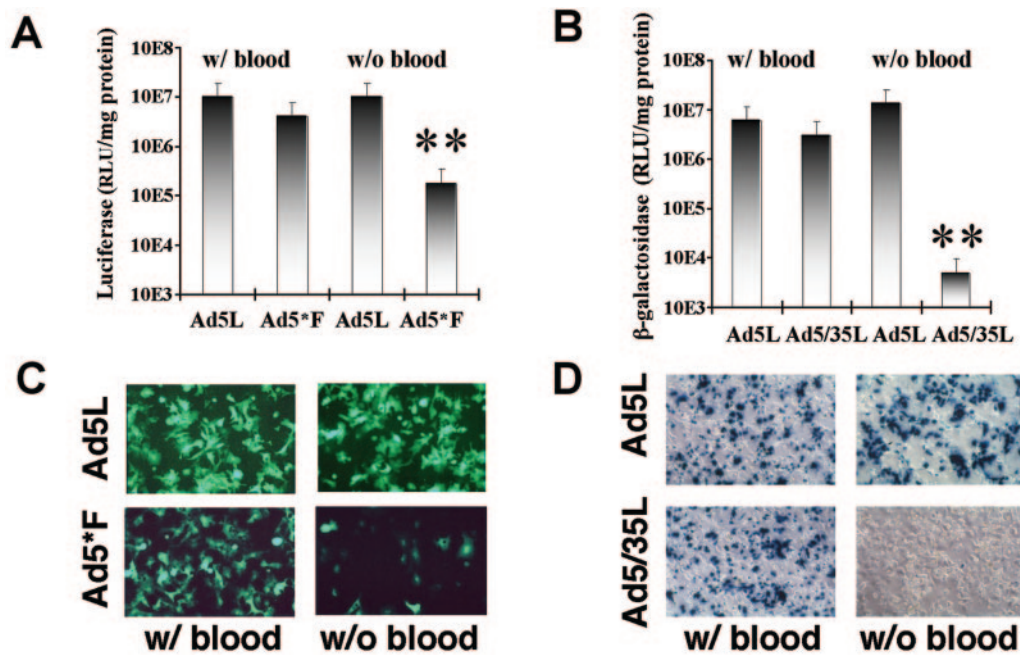 A
w/ blood w/o blood
Luciferase (RLU/mg protein)
10E8
10E7
10E6
10E5
10E4
10E3
**
Ad5L Ad5*F Ad5L Ad5*F
B
w/ blood w/o blood
β-galactosidase (RLU/mg protein)
10E8
10E7
10E6
10E5
10E4
10E3
**
Ad5L Ad5/35L Ad5L Ad5/35L
C
Ad5L
Ad5*F
w/ blood w/o blood
D
Ad5L
Ad5/35L
w/ blood w/o blood